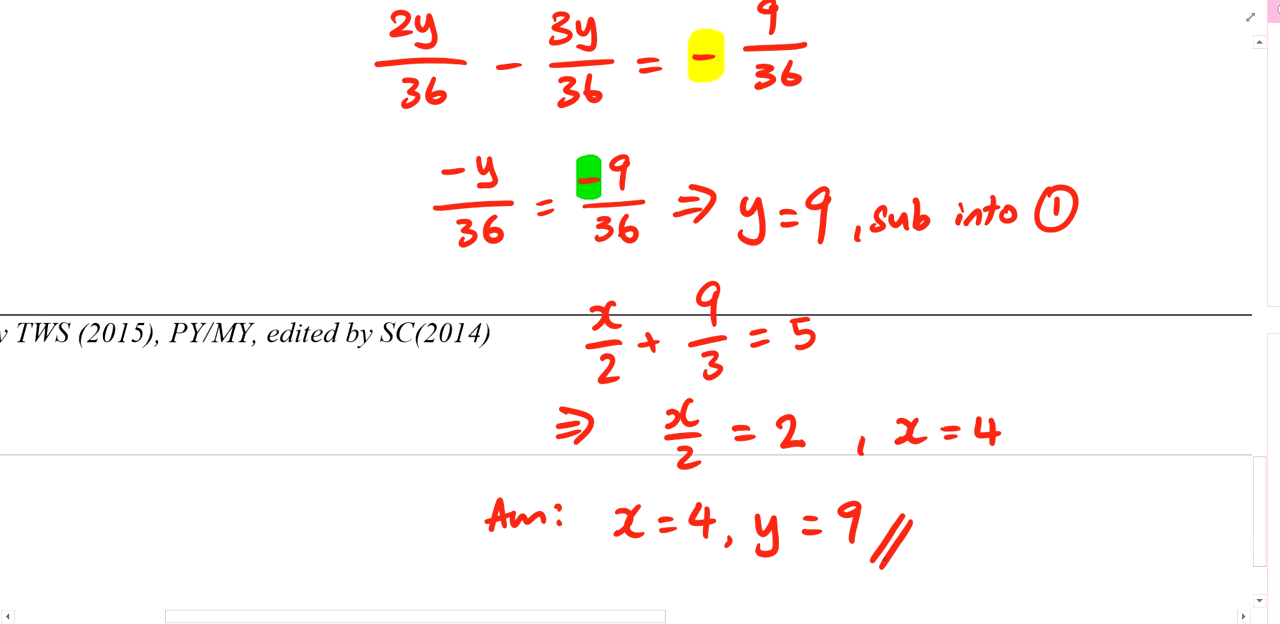 2y/36 - 3y/36 = - 9/36
-y/36 = -9/36 ⇒ y=9, sub into ①
x/2 + 9/3 = 5
TWS (2015), PY/MY, edited by SC(2014)
⇒ x/2 = 2, x=4
Ans: x=4, y=9//